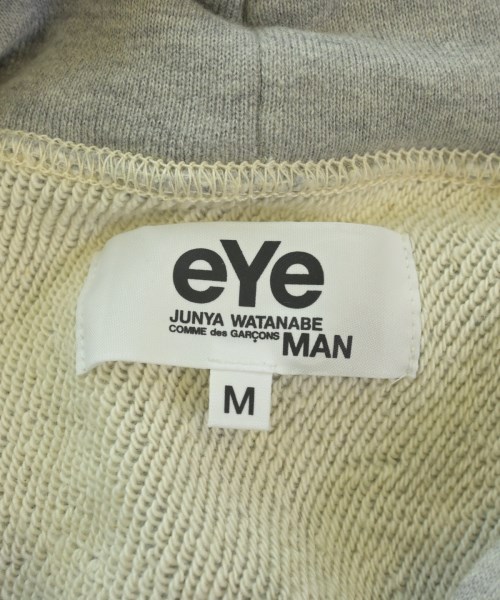 eYe
JUNYA WATANABE
COMME des GARÇONS MAN
M